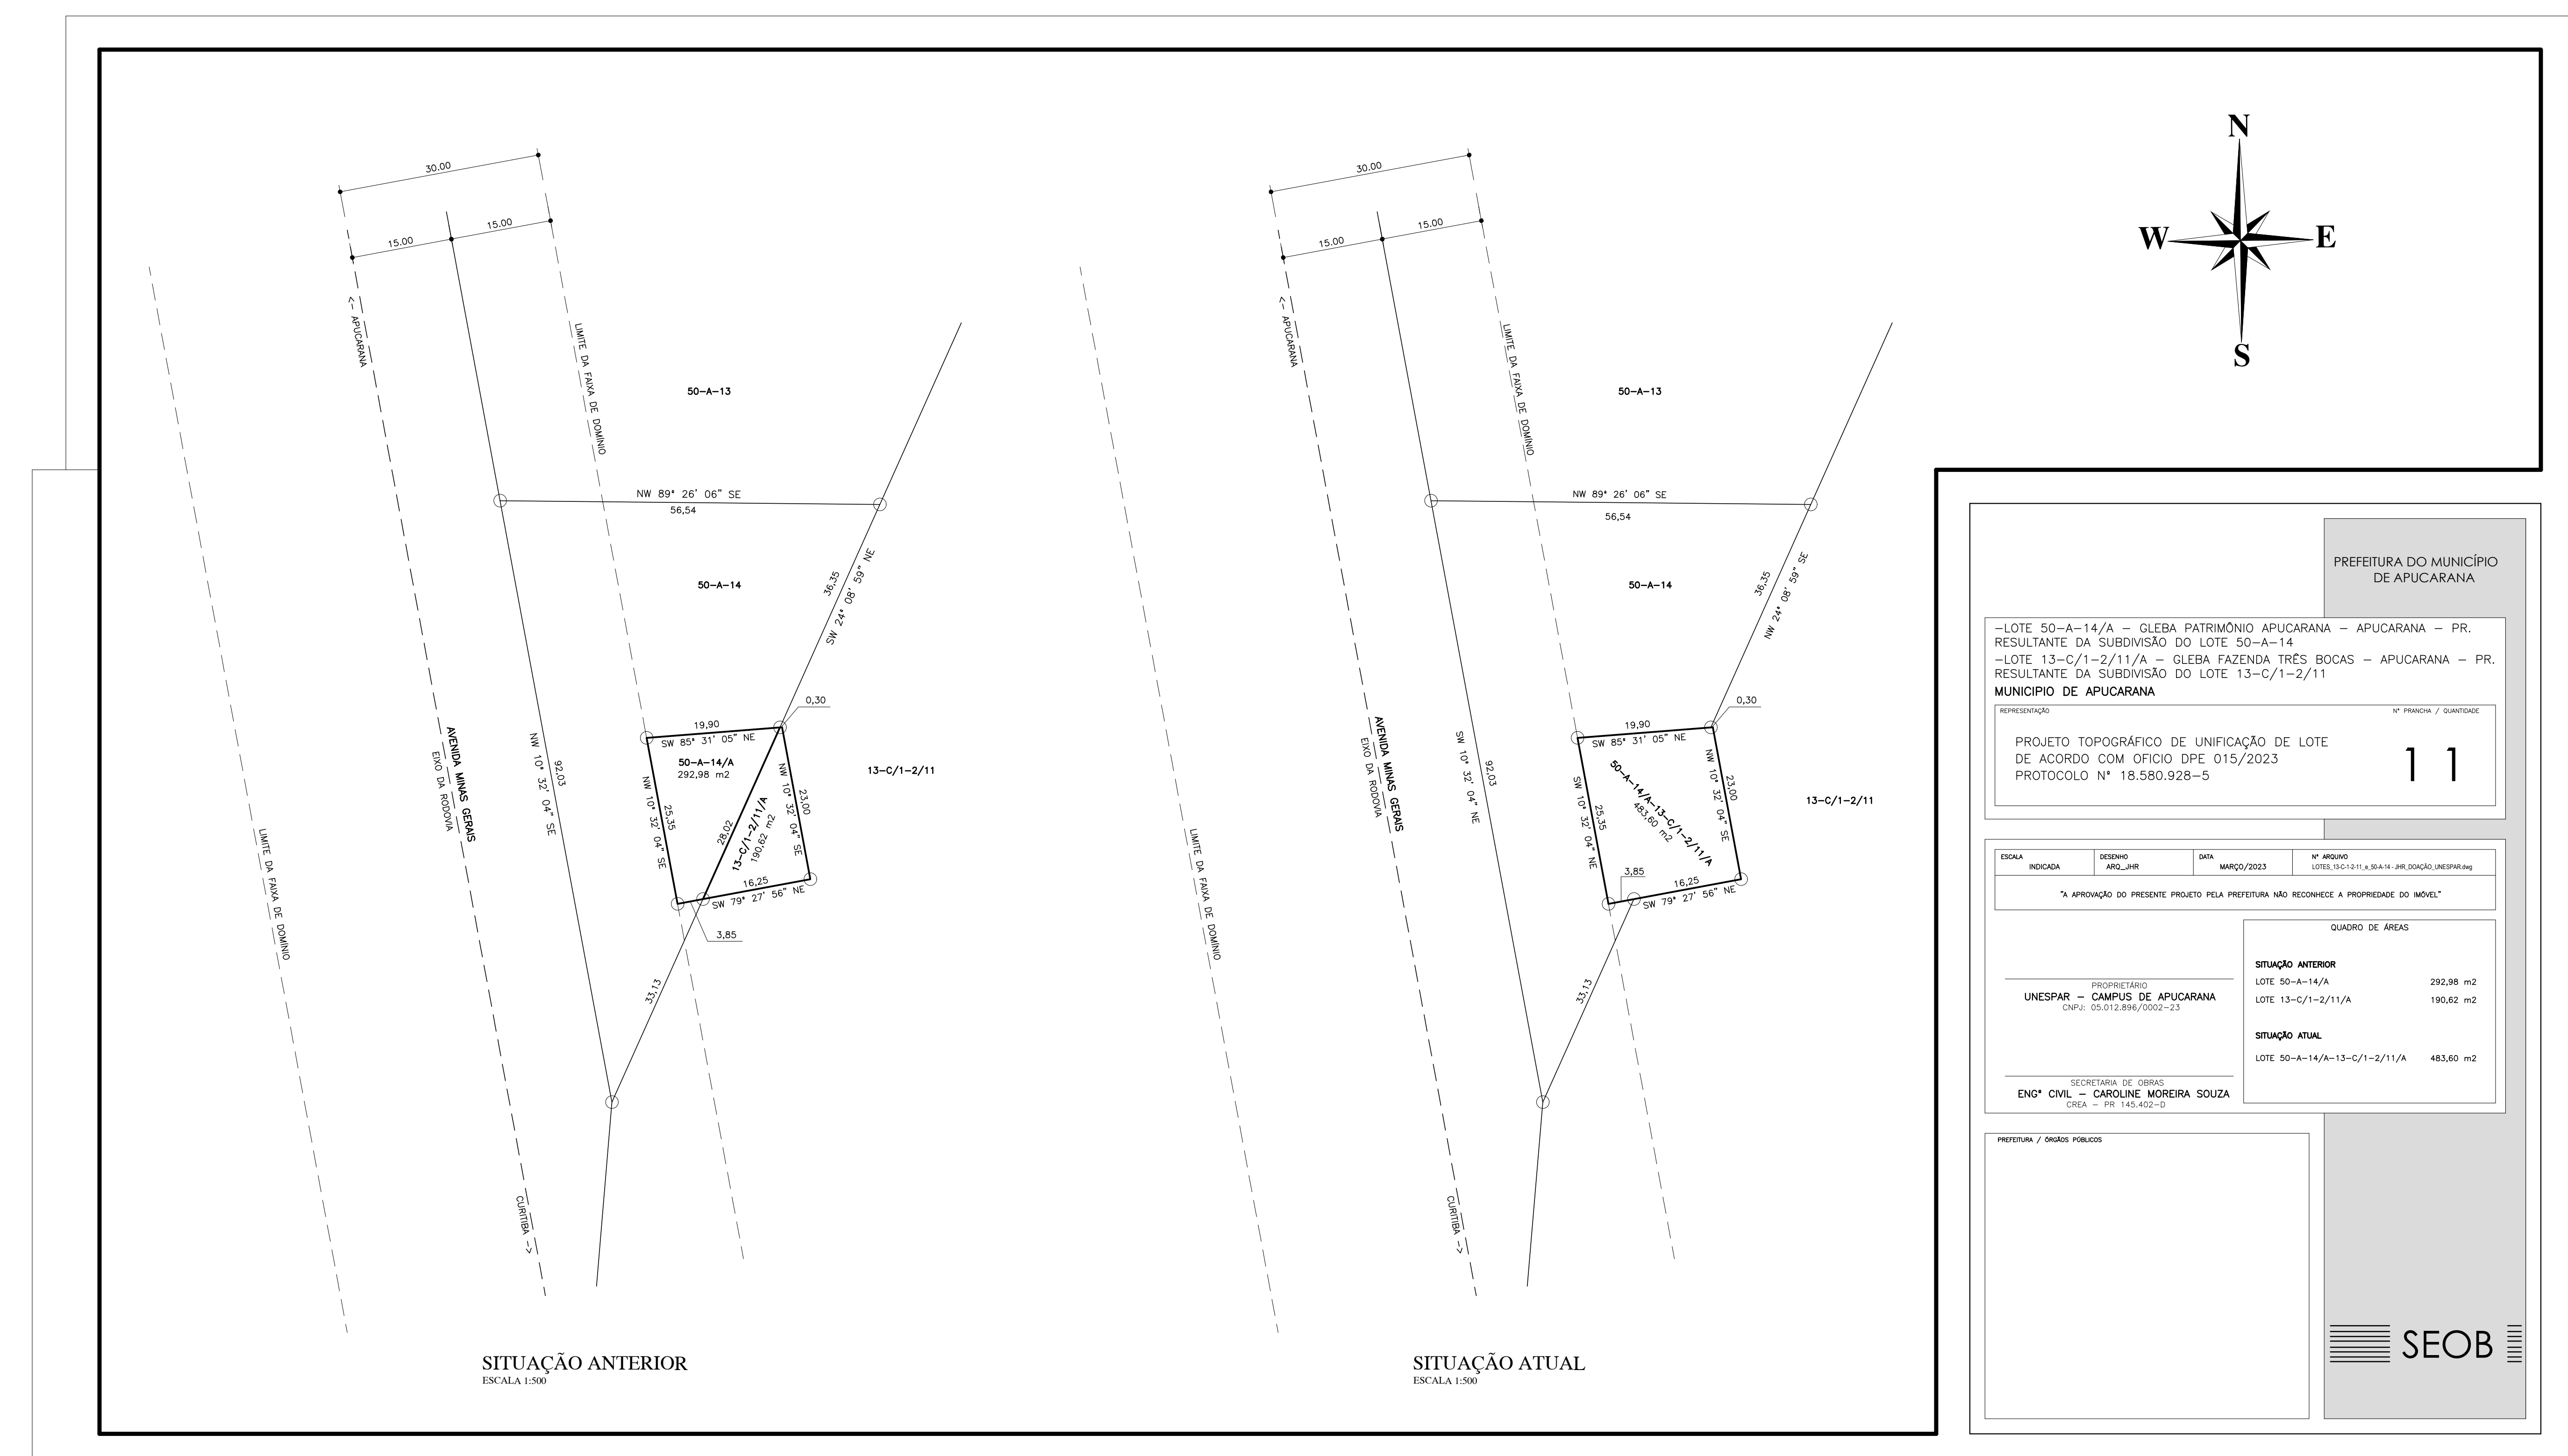 30.00
15.00
15.00
<- APUCARANA
LIMITE DA FAIXA DE DOMÍNIO
50-A-13
NW 89° 26' 06" SE
56,54
50-A-14
36,35
SW 24° 08' 59" NE
0,30
19,90
SW 85° 31' 05" NE
50-A-14/A
292,98 m2
13-C/1-2/11
AVENIDA MINAS GERAIS
EIXO DA RODOVIA
NW 10° 32' 04" SE
92,03
NW 10° 32' 04" SE
25,35
28,02
13-C/1-2/11/A
190,62 m2
NW 10° 32' 04" SE
23,00
16,25
SW 79° 27' 56" NE
3,85
33,13
LIMITE DA FAIXA DE DOMÍNIO
CURITIBA ->
SITUAÇÃO ANTERIOR
ESCALA 1:500
30.00
15.00
15.00
<- APUCARANA
LIMITE DA FAIXA DE DOMÍNIO
50-A-13
NW 89° 26' 06" SE
56,54
50-A-14
36,35
NW 24° 08' 59" SE
0,30
19,90
SW 85° 31' 05" NE
50-A-14/A-13-C/1-2/11/A
483,60 m2
13-C/1-2/11
AVENIDA MINAS GERAIS
EIXO DA RODOVIA
SW 10° 32' 04" NE
92,03
SW 10° 32' 04" NE
25,35
NW 10° 32' 04" SE
23,00
3,85
16,25
SW 79° 27' 56" NE
33,13
LIMITE DA FAIXA DE DOMÍNIO
CURITIBA ->
SITUAÇÃO ATUAL
ESCALA 1:500
N
W E
S
PREFEITURA DO MUNICÍPIO
DE APUCARANA
-LOTE 50-A-14/A - GLEBA PATRIMÔNIO APUCARANA - APUCARANA - PR.
RESULTANTE DA SUBDIVISÃO DO LOTE 50-A-14
-LOTE 13-C/1-2/11/A - GLEBA FAZENDA TRÊS BOCAS - APUCARANA - PR.
RESULTANTE DA SUBDIVISÃO DO LOTE 13-C/1-2/11
MUNICIPIO DE APUCARANA
REPRESENTAÇÃO
N° PRANCHA / QUANTIDADE
PROJETO TOPOGRÁFICO DE UNIFICAÇÃO DE LOTE
DE ACORDO COM OFICIO DPE 015/2023
PROTOCOLO N° 18.580.928-5
1 1
ESCALA
INDICADA
DESENHO
ARQ_JHR
DATA
MARÇO/2023
N° ARQUIVO
LOTES_13-C-1-2-11_e_50-A-14 - JHR_DOAÇÃO_UNESPAR.dwg
"A APROVAÇÃO DO PRESENTE PROJETO PELA PREFEITURA NÃO RECONHECE A PROPRIEDADE DO IMÓVEL"
PROPRIETÁRIO
UNESPAR - CAMPUS DE APUCARANA
CNPJ: 05.012.896/0002-23
SECRETARIA DE OBRAS
ENGª CIVIL - CAROLINE MOREIRA SOUZA
CREA - PR 145.402-D
QUADRO DE ÁREAS
SITUAÇÃO ANTERIOR
LOTE 50-A-14/A 292,98 m2
LOTE 13-C/1-2/11/A 190,62 m2
SITUAÇÃO ATUAL
LOTE 50-A-14/A-13-C/1-2/11/A 483,60 m2
PREFEITURA / ÓRGÃOS PÚBLICOS
SEOB